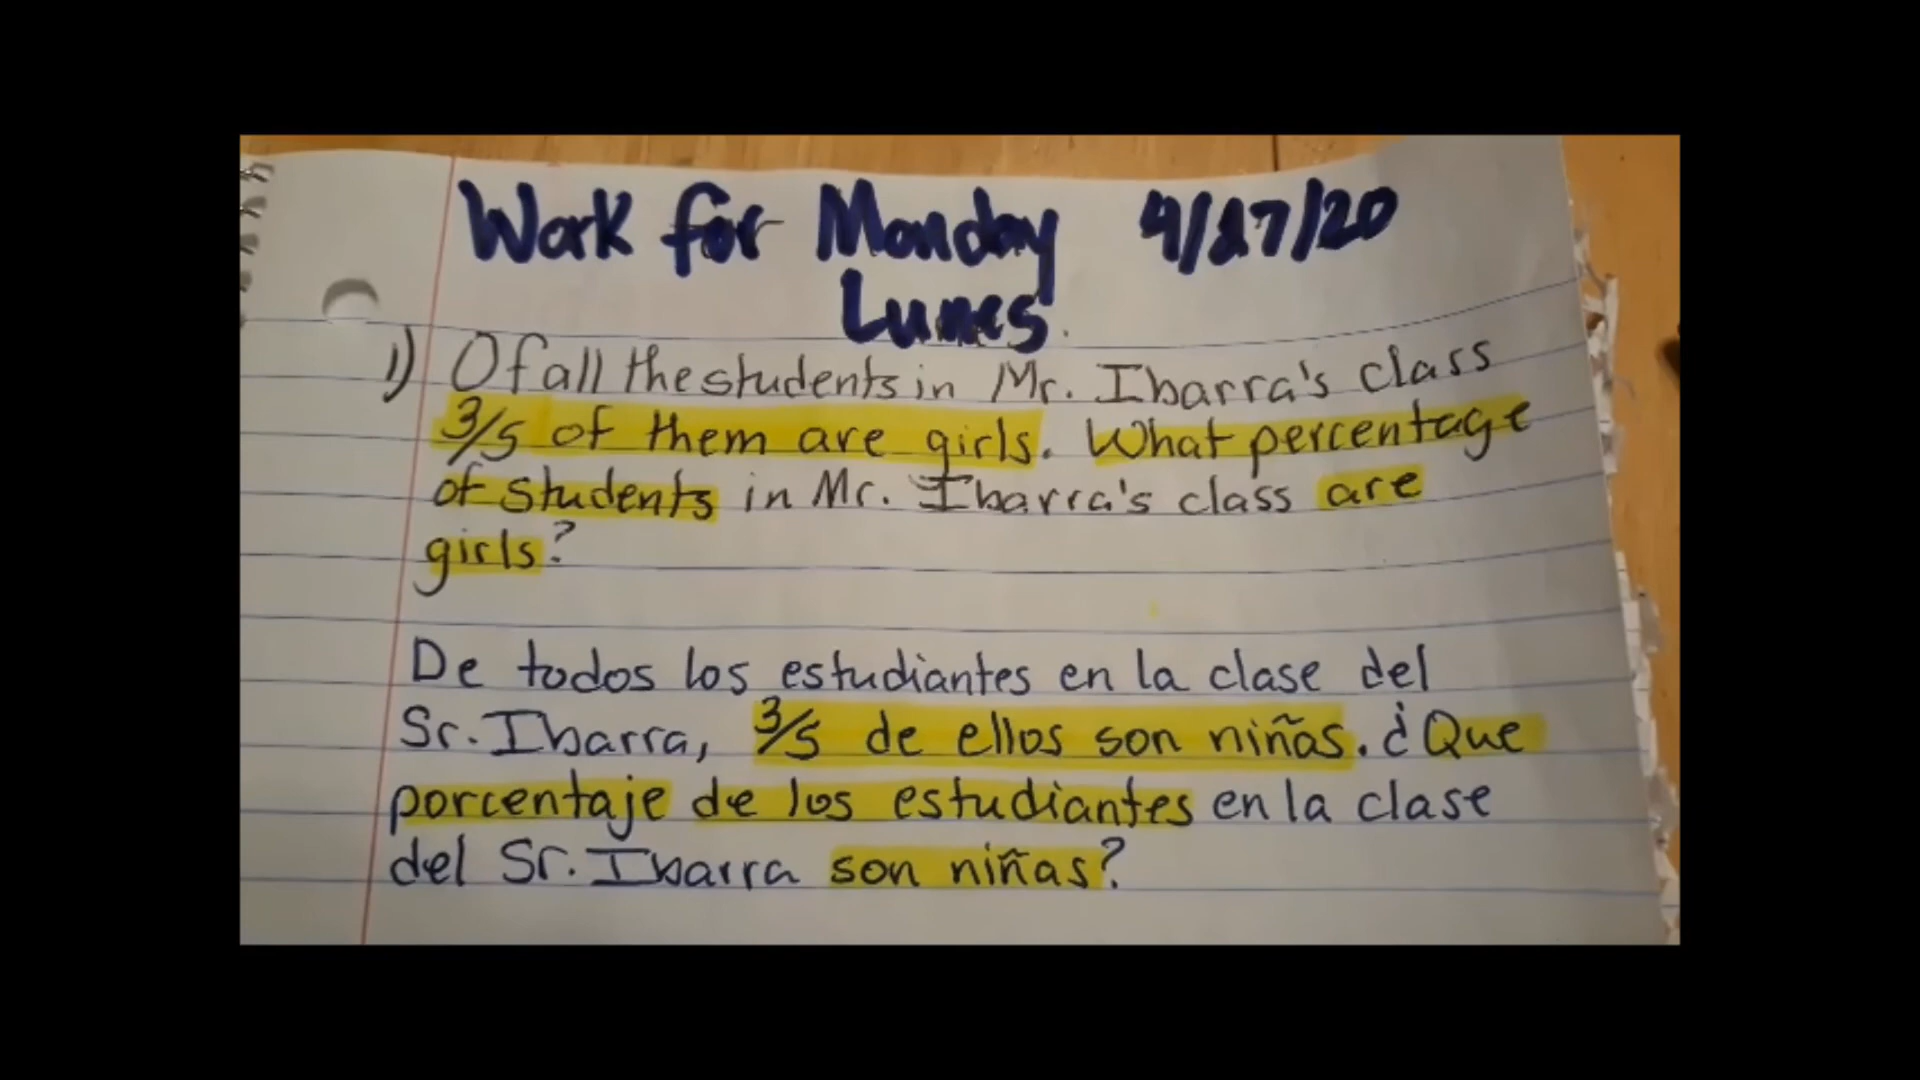 Work for Monday 4/27/20
Lunes
1) Of all the students in Mr. Ibarra's class
3/5 of them are girls. What percentage
of students in Mr. Ibarra's class are
girls?
De todos los estudiantes en la clase del
Sr. Ibarra, 3/5 de ellos son niñas. ¿Que
porcentaje de los estudiantes en la clase
del Sr. Ibarra son niñas?